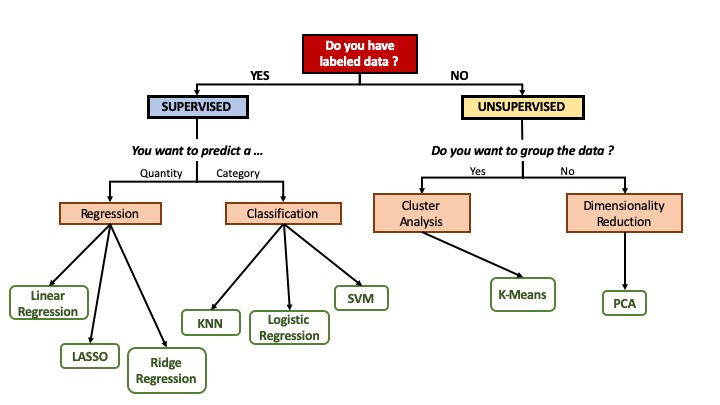 Do you have
labeled data ?
YES
NO
SUPERVISED
UNSUPERVISED
You want to predict a ...
Do you want to group the data ?
Quantity
Category
Yes
No
Regression
Classification
Cluster
Analysis
Dimensionality
Reduction
Linear
Regression
LASSO
Ridge
Regression
KNN
Logistic
Regression
SVM
K-Means
PCA